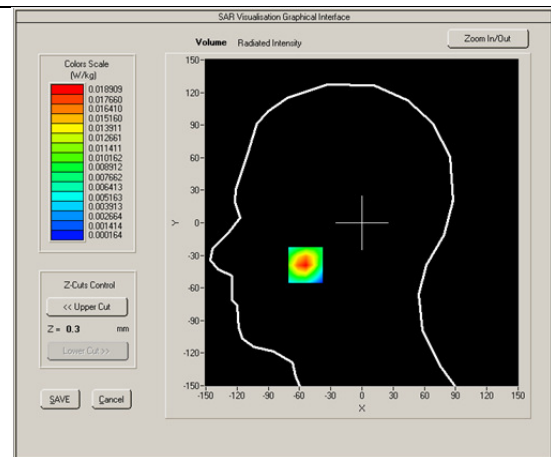 SAR Visualisation Graphical Interface
Volume Radiated Intensity
Zoom In/Out
Colors Scale
(W/kg)
0.018909
0.017660
0.016410
0.015160
0.013911
0.012661
0.011411
0.010162
0.008912
0.007662
0.006413
0.005163
0.003913
0.002664
0.001414
0.000164
Z-Cuts Control
<< Upper Cut
Z = 0.3 mm
Lower Cut >>
SAVE Cancel
150-
120-
90-
60-
30-
Y 0-
-30-
-60-
-90-
-120-
-150-
-150 -120 -90 -60 -30 0 30 60 90 120 150
X